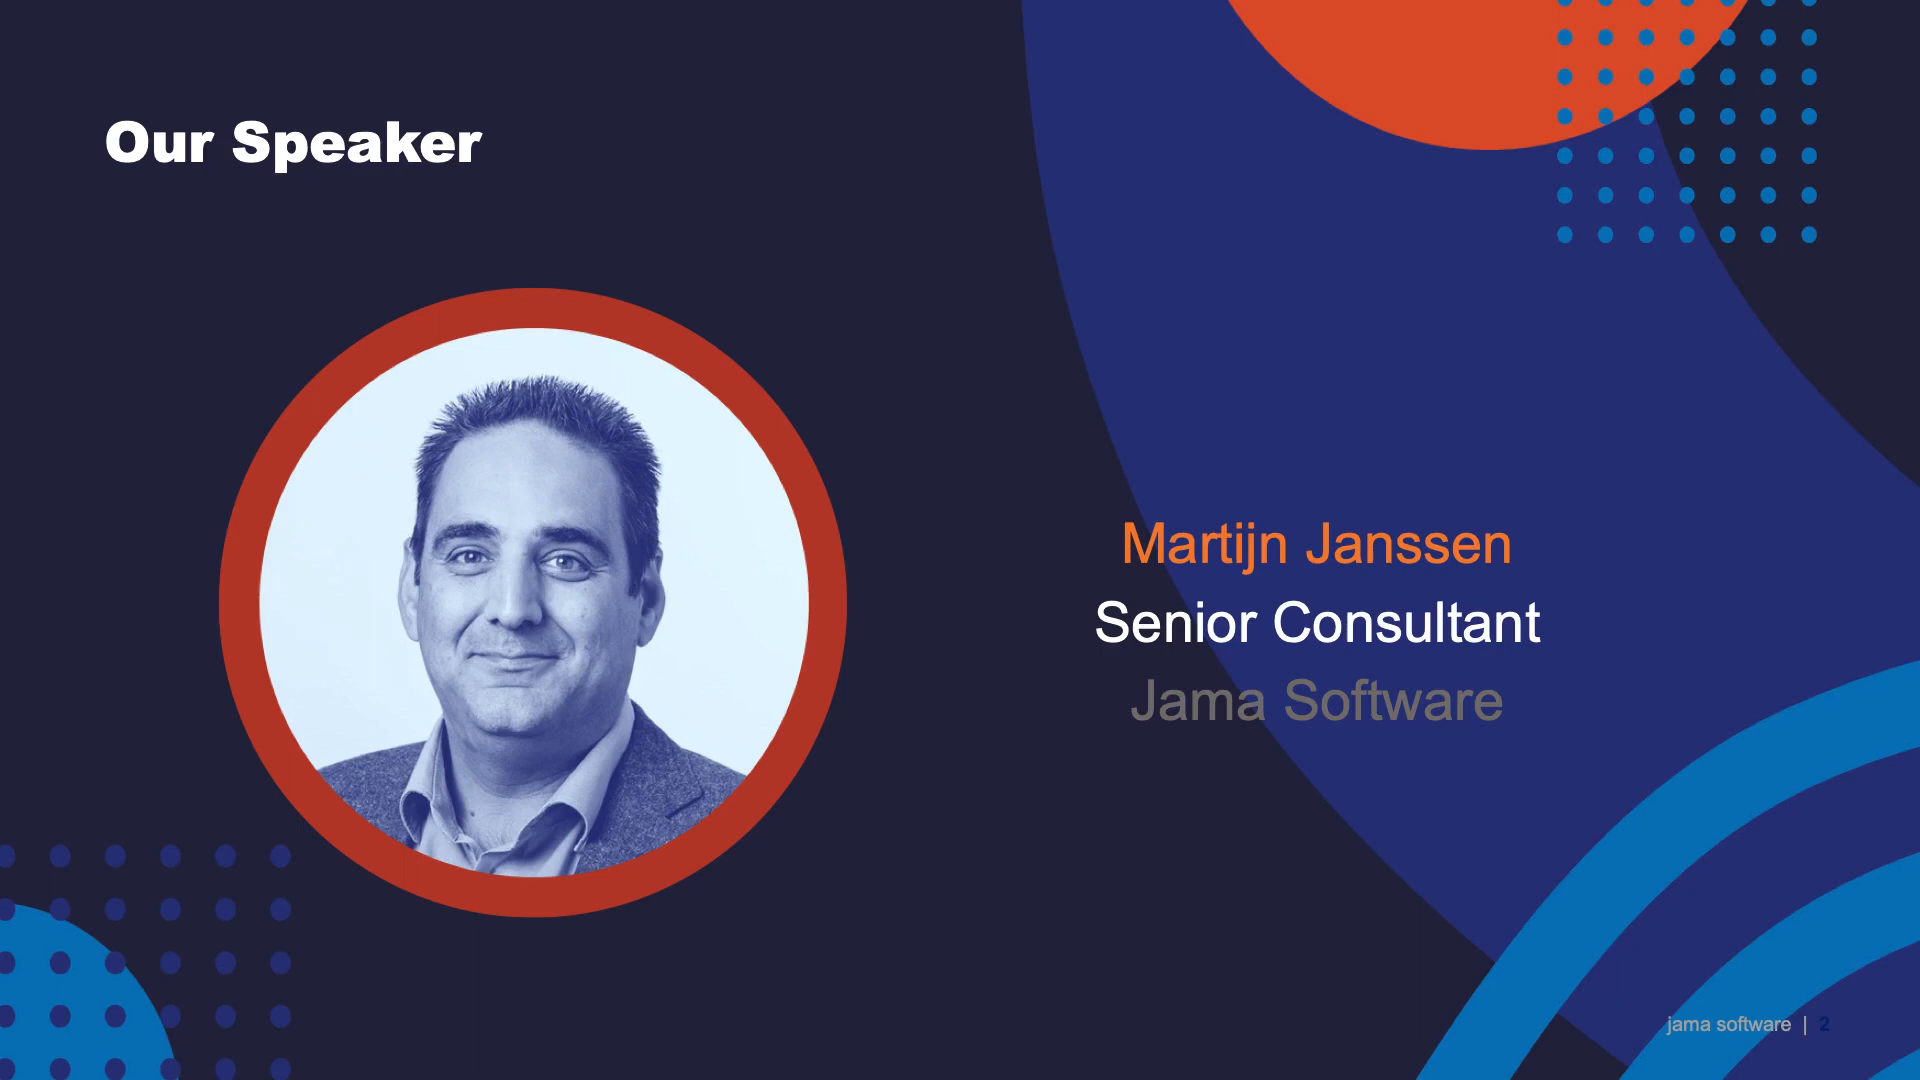 Our Speaker
Martijn Janssen
Senior Consultant
Jama Software
jama software | 2